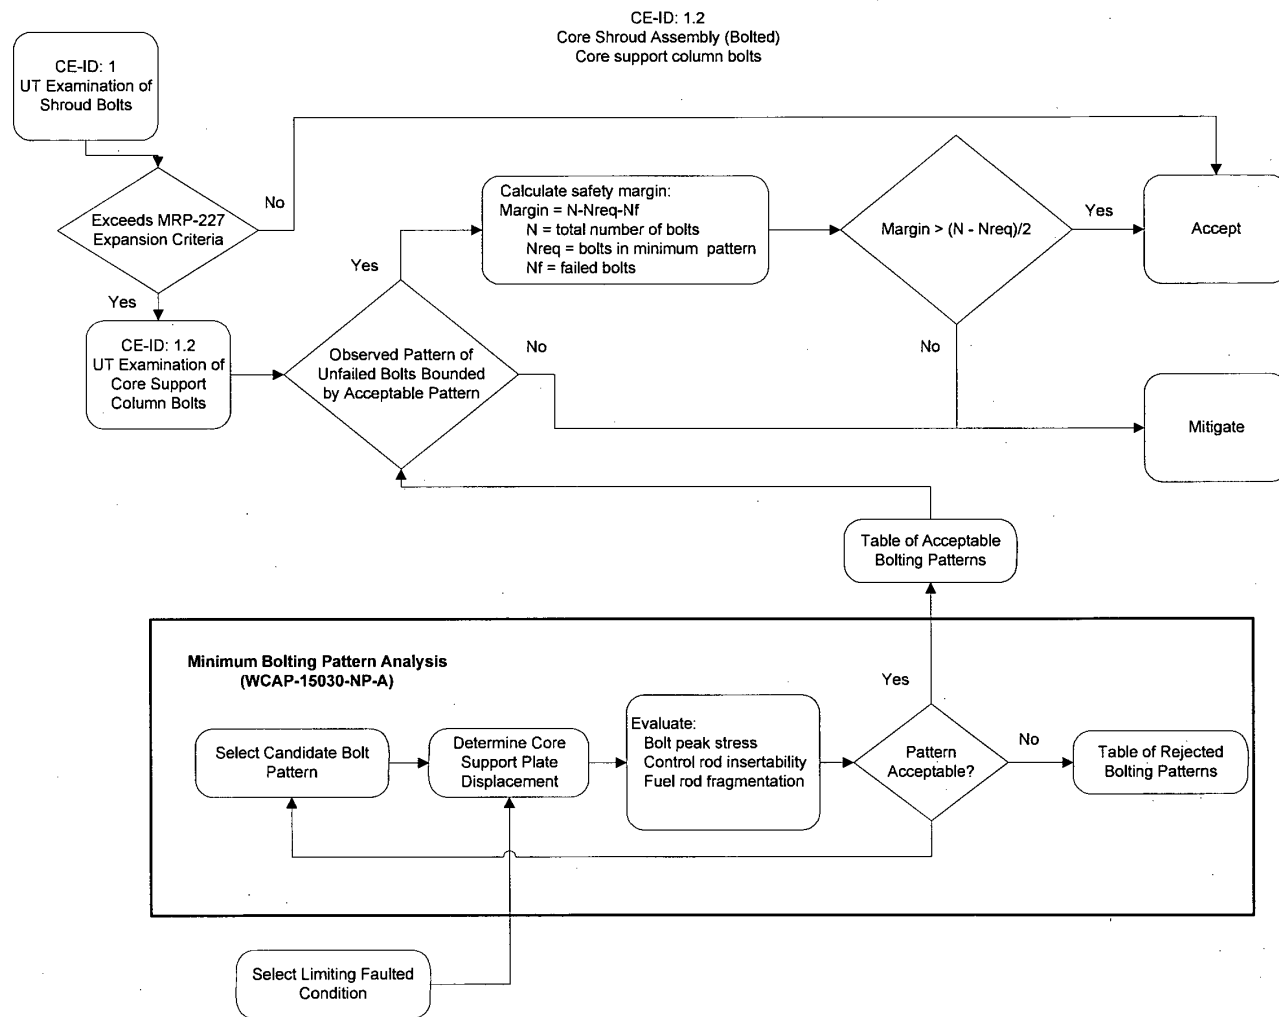 CE-ID: 1.2
Core Shroud Assembly (Bolted)
Core support column bolts
CE-ID: 1
UT Examination of
Shroud Bolts
No
Exceeds MRP-227
Expansion Criteria
Yes
Calculate safety margin:
Margin = N-Nreq-Nf
N = total number of bolts
Nreq = bolts in minimum pattern
Nf = failed bolts
Margin > (N - Nreq)/2
Yes
Accept
Yes
No
CE-ID: 1.2
UT Examination of
Core Support
Column Bolts
Observed Pattern of
Unfailed Bolts Bounded
by Acceptable Pattern
No
Mitigate
Table of Acceptable
Bolting Patterns
Minimum Bolting Pattern Analysis
(WCAP-15030-NP-A)
Yes
Select Candidate Bolt
Pattern
Determine Core
Support Plate
Displacement
Evaluate:
Bolt peak stress
Control rod insertability
Fuel rod fragmentation
Pattern
Acceptable?
No
Table of Rejected
Bolting Patterns
Select Limiting Faulted
Condition